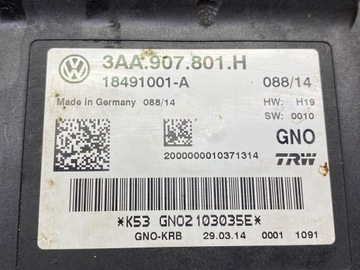 3AA.907.801.H
18491001-A 088/14
Made in Germany 088/14 HW: H19
SW: 0010
GNO
2000000010371314 TRW
*K53 GNO2103035E*
GNO-KRB 29.03.14 0001 1091